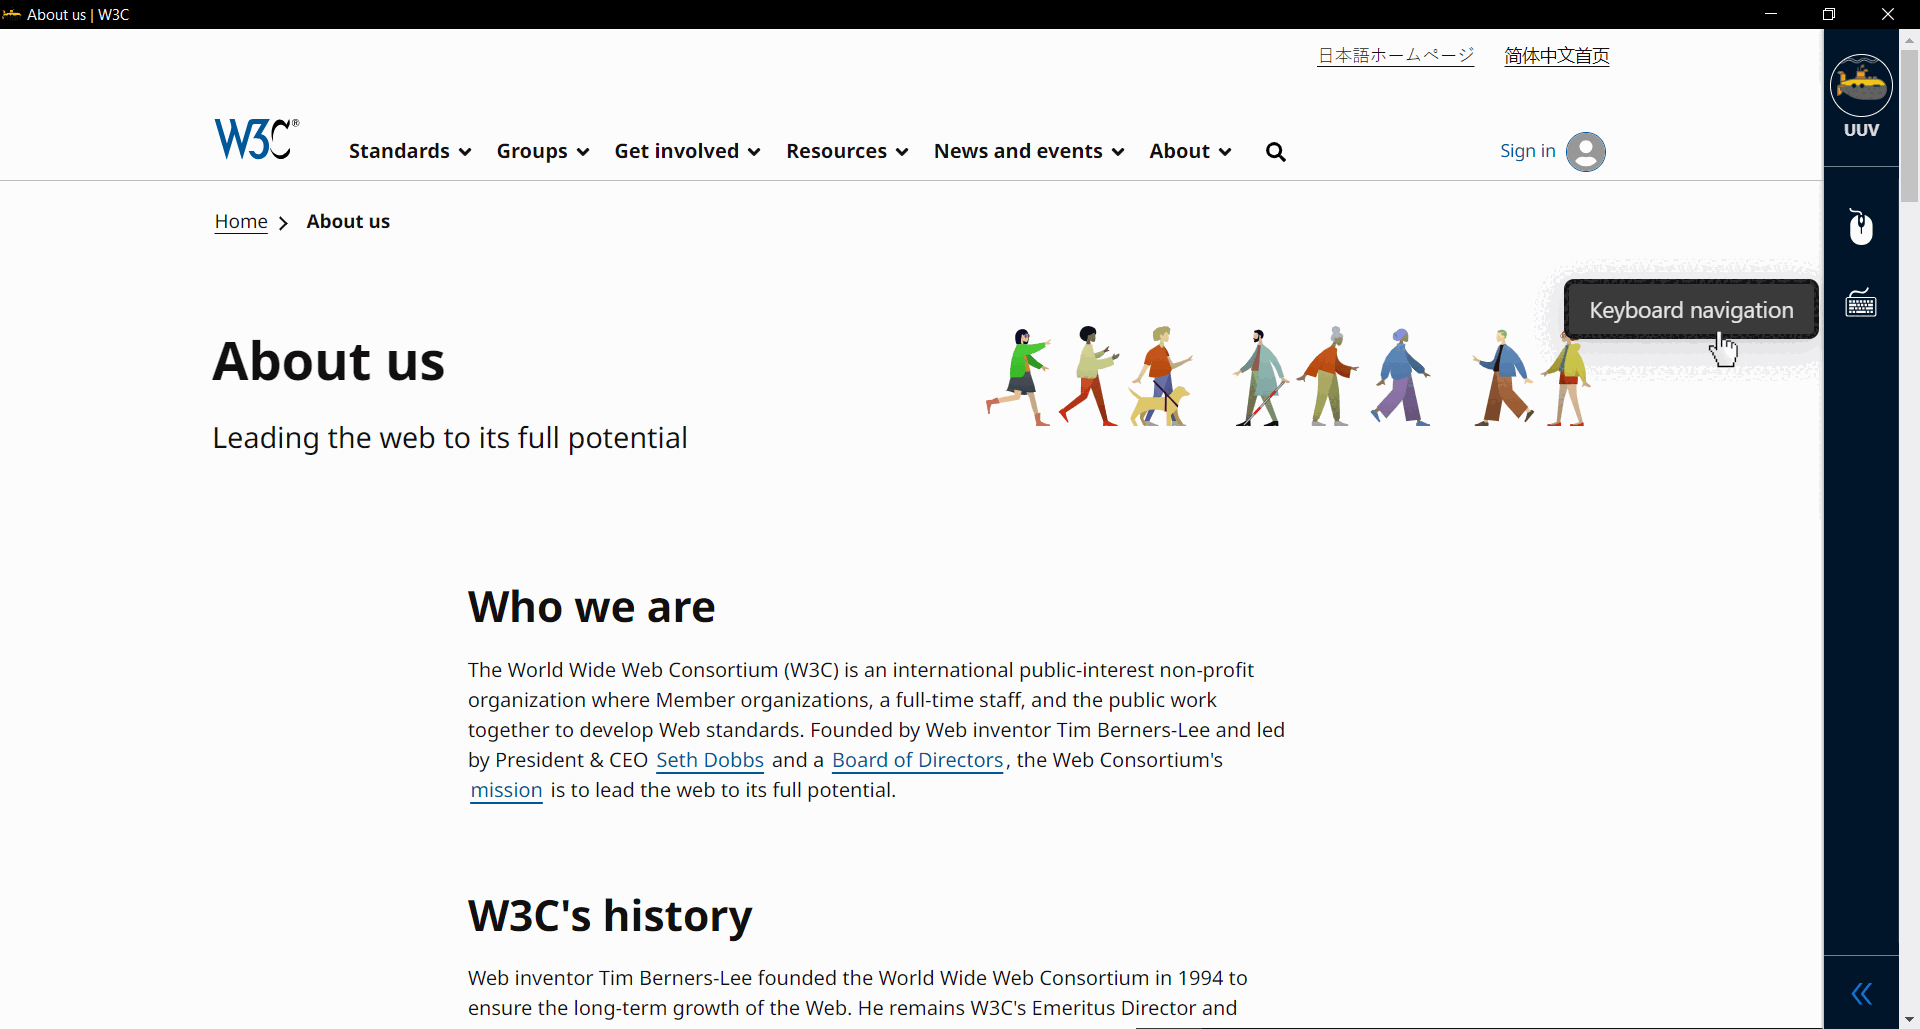 About us | W3C
日本語ホームページ 简体中文首页
UUV
W3C®
Standards Groups Get involved Resources News and events About
Sign in
Home About us
Keyboard navigation
About us
Leading the web to its full potential
Who we are
The World Wide Web Consortium (W3C) is an international public-interest non-profit
organization where Member organizations, a full-time staff, and the public work
together to develop Web standards. Founded by Web inventor Tim Berners-Lee and led
by President & CEO Seth Dobbs and a Board of Directors, the Web Consortium's
mission is to lead the web to its full potential.
W3C's history
Web inventor Tim Berners-Lee founded the World Wide Web Consortium in 1994 to
ensure the long-term growth of the Web. He remains W3C's Emeritus Director and